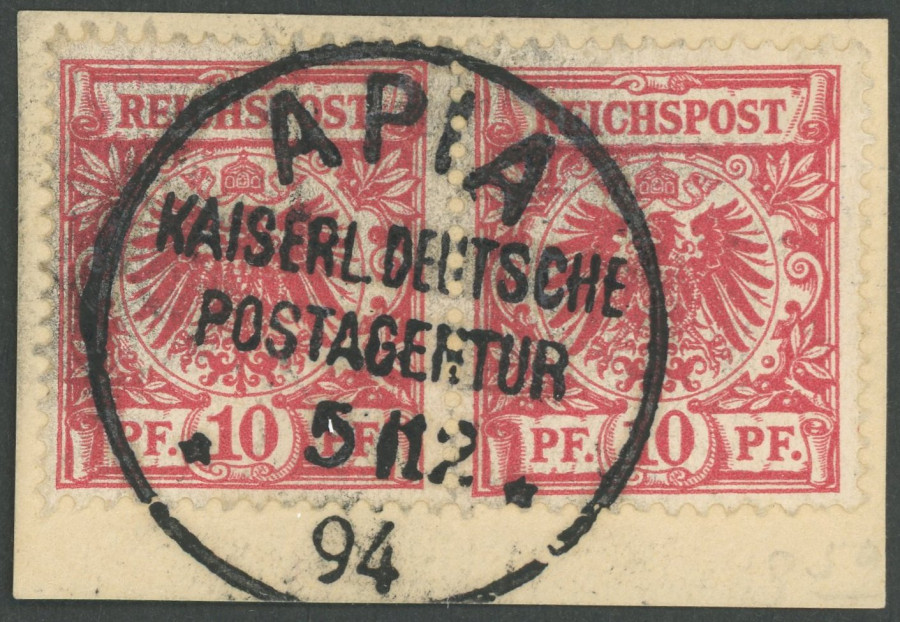 REICHSPOST REICHSPOST
APIA
KAISERL. DEUTSCHE
POSTAGENTUR
PF. 10 PF. PF. 10 PF.
5
94